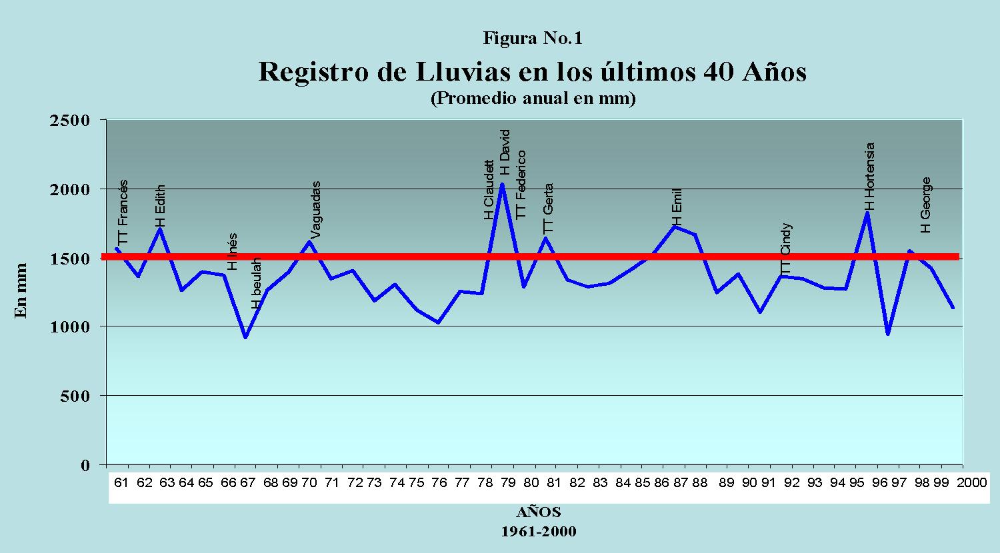 Figura No.1
Registro de Lluvias en los últimos 40 Años
(Promedio anual en mm)
2500
2000
1500
1000
500
0
En mm
TT Francés
H Edith
H Inés
H beulah
Vaguadas
H Claudett
H David
TT Federico
TT Gerta
H Emil
TT Cindy
H Hortensia
H George
61 62 63 64 65 66 67 68 69 70 71 72 73 74 75 76 77 78 79 80 81 82 83 84 85 86 87 88 89 90 91 92 93 94 95 96 97 98 99 2000
AÑOS
1961-2000